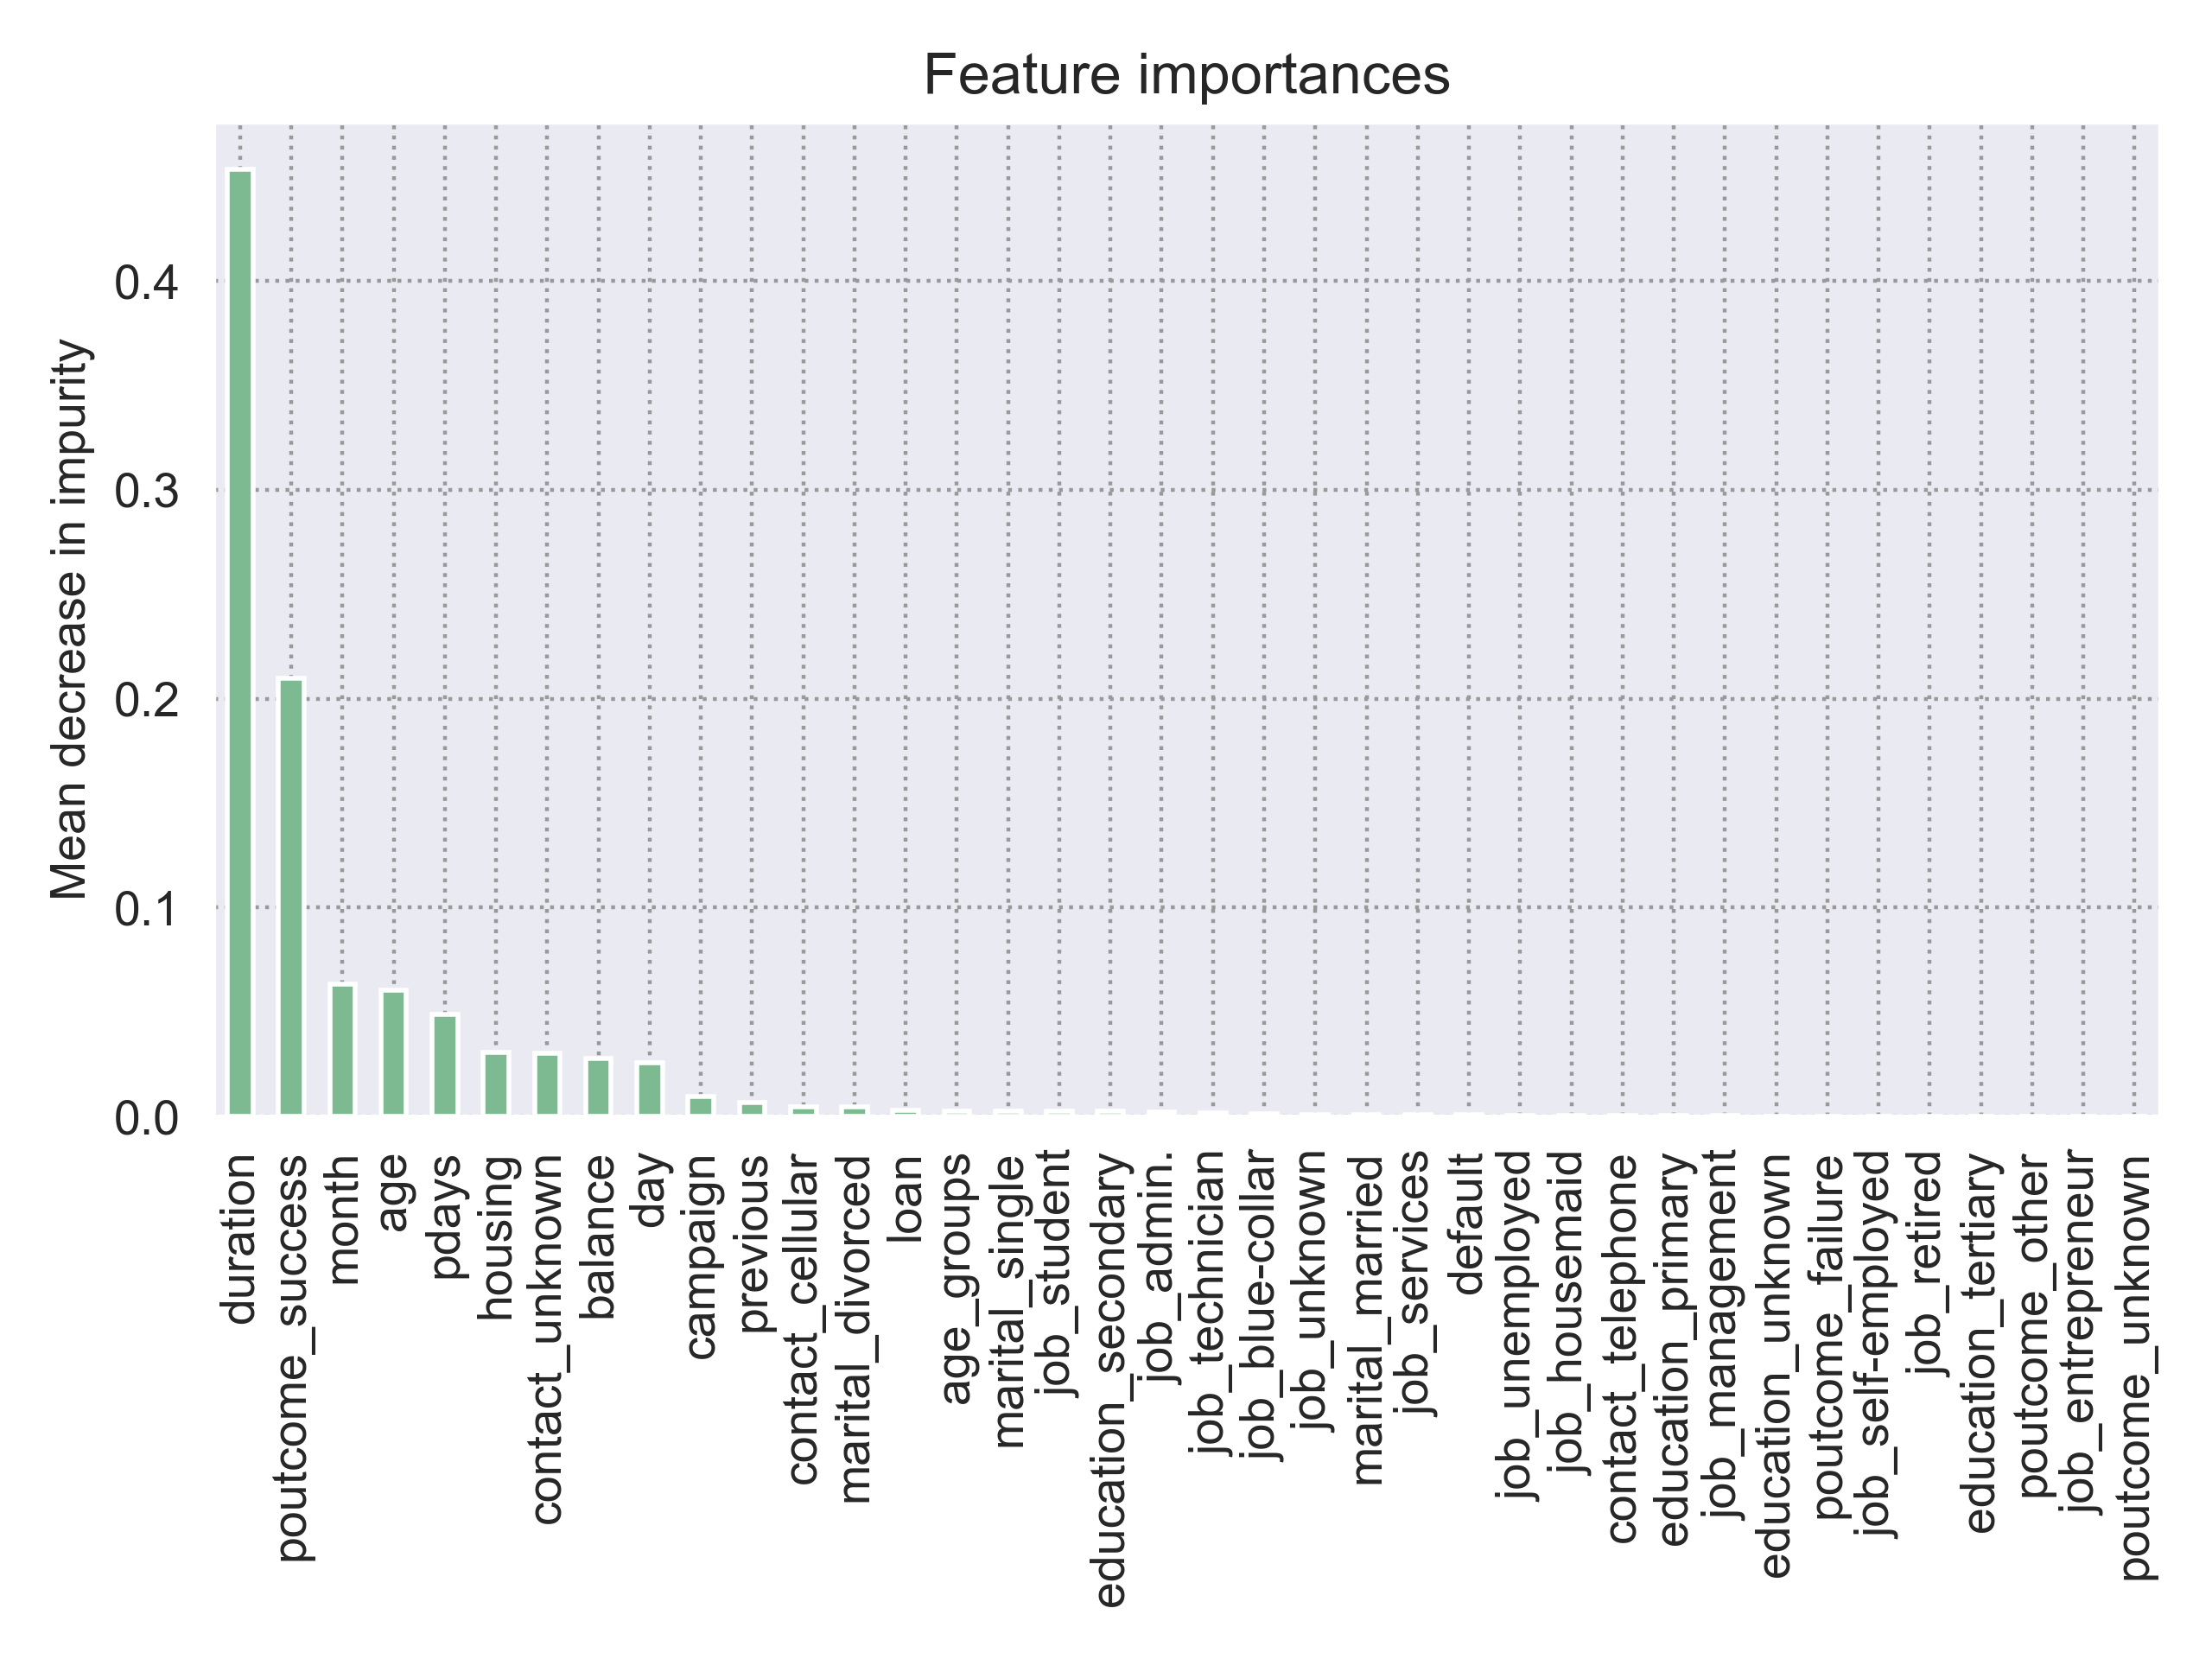 Feature importances
Mean decrease in impurity
0.4
0.3
0.2
0.1
0.0
duration
poutcome_success
month
age
pdays
housing
contact_unknown
balance
day
campaign
previous
contact_cellular
marital_divorced
loan
age_groups
marital_single
job_student
education_secondary
job_admin.
job_technician
job_blue-collar
job_unknown
marital_married
job_services
default
job_unemployed
job_housemaid
contact_telephone
education_primary
job_management
education_unknown
poutcome_failure
job_self-employed
job_retired
education_tertiary
poutcome_other
job_entrepreneur
poutcome_unknown